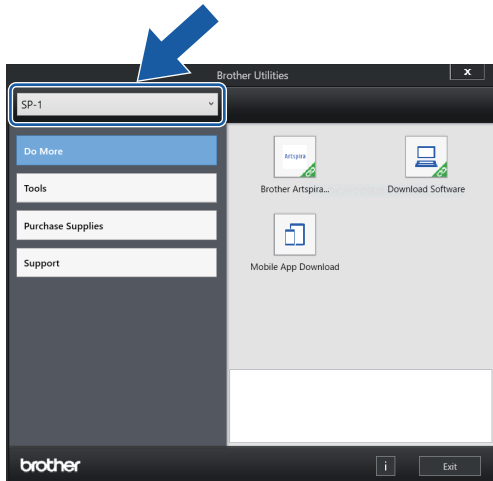 Brother Utilities
X
SP-1
Do More
Tools
Purchase Supplies
Support
Artspira
Brother Artspira...
Download Software
Mobile App Download
brother
i
Exit